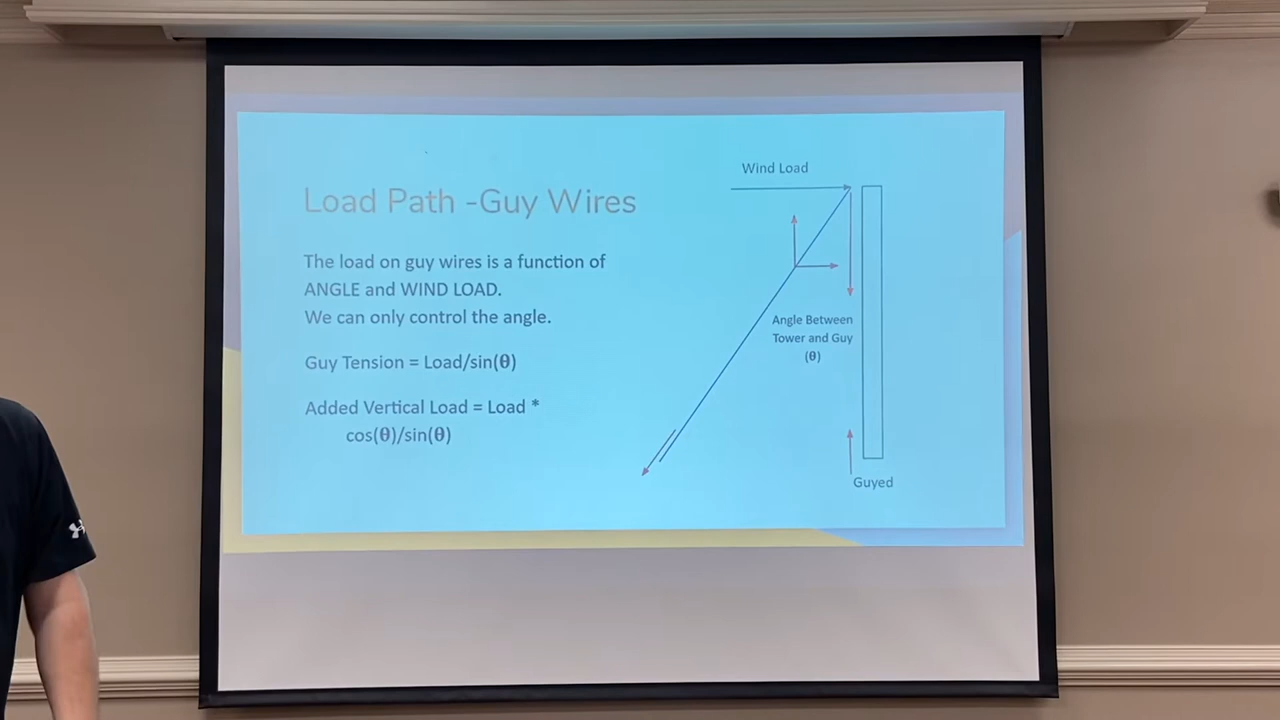 Load Path -Guy Wires
The load on guy wires is a function of
ANGLE and WIND LOAD.
We can only control the angle.
Guy Tension = Load/sin(θ)
Added Vertical Load = Load *
cos(θ)/sin(θ)
Wind Load
Angle Between
Tower and Guy
(θ)
Guyed